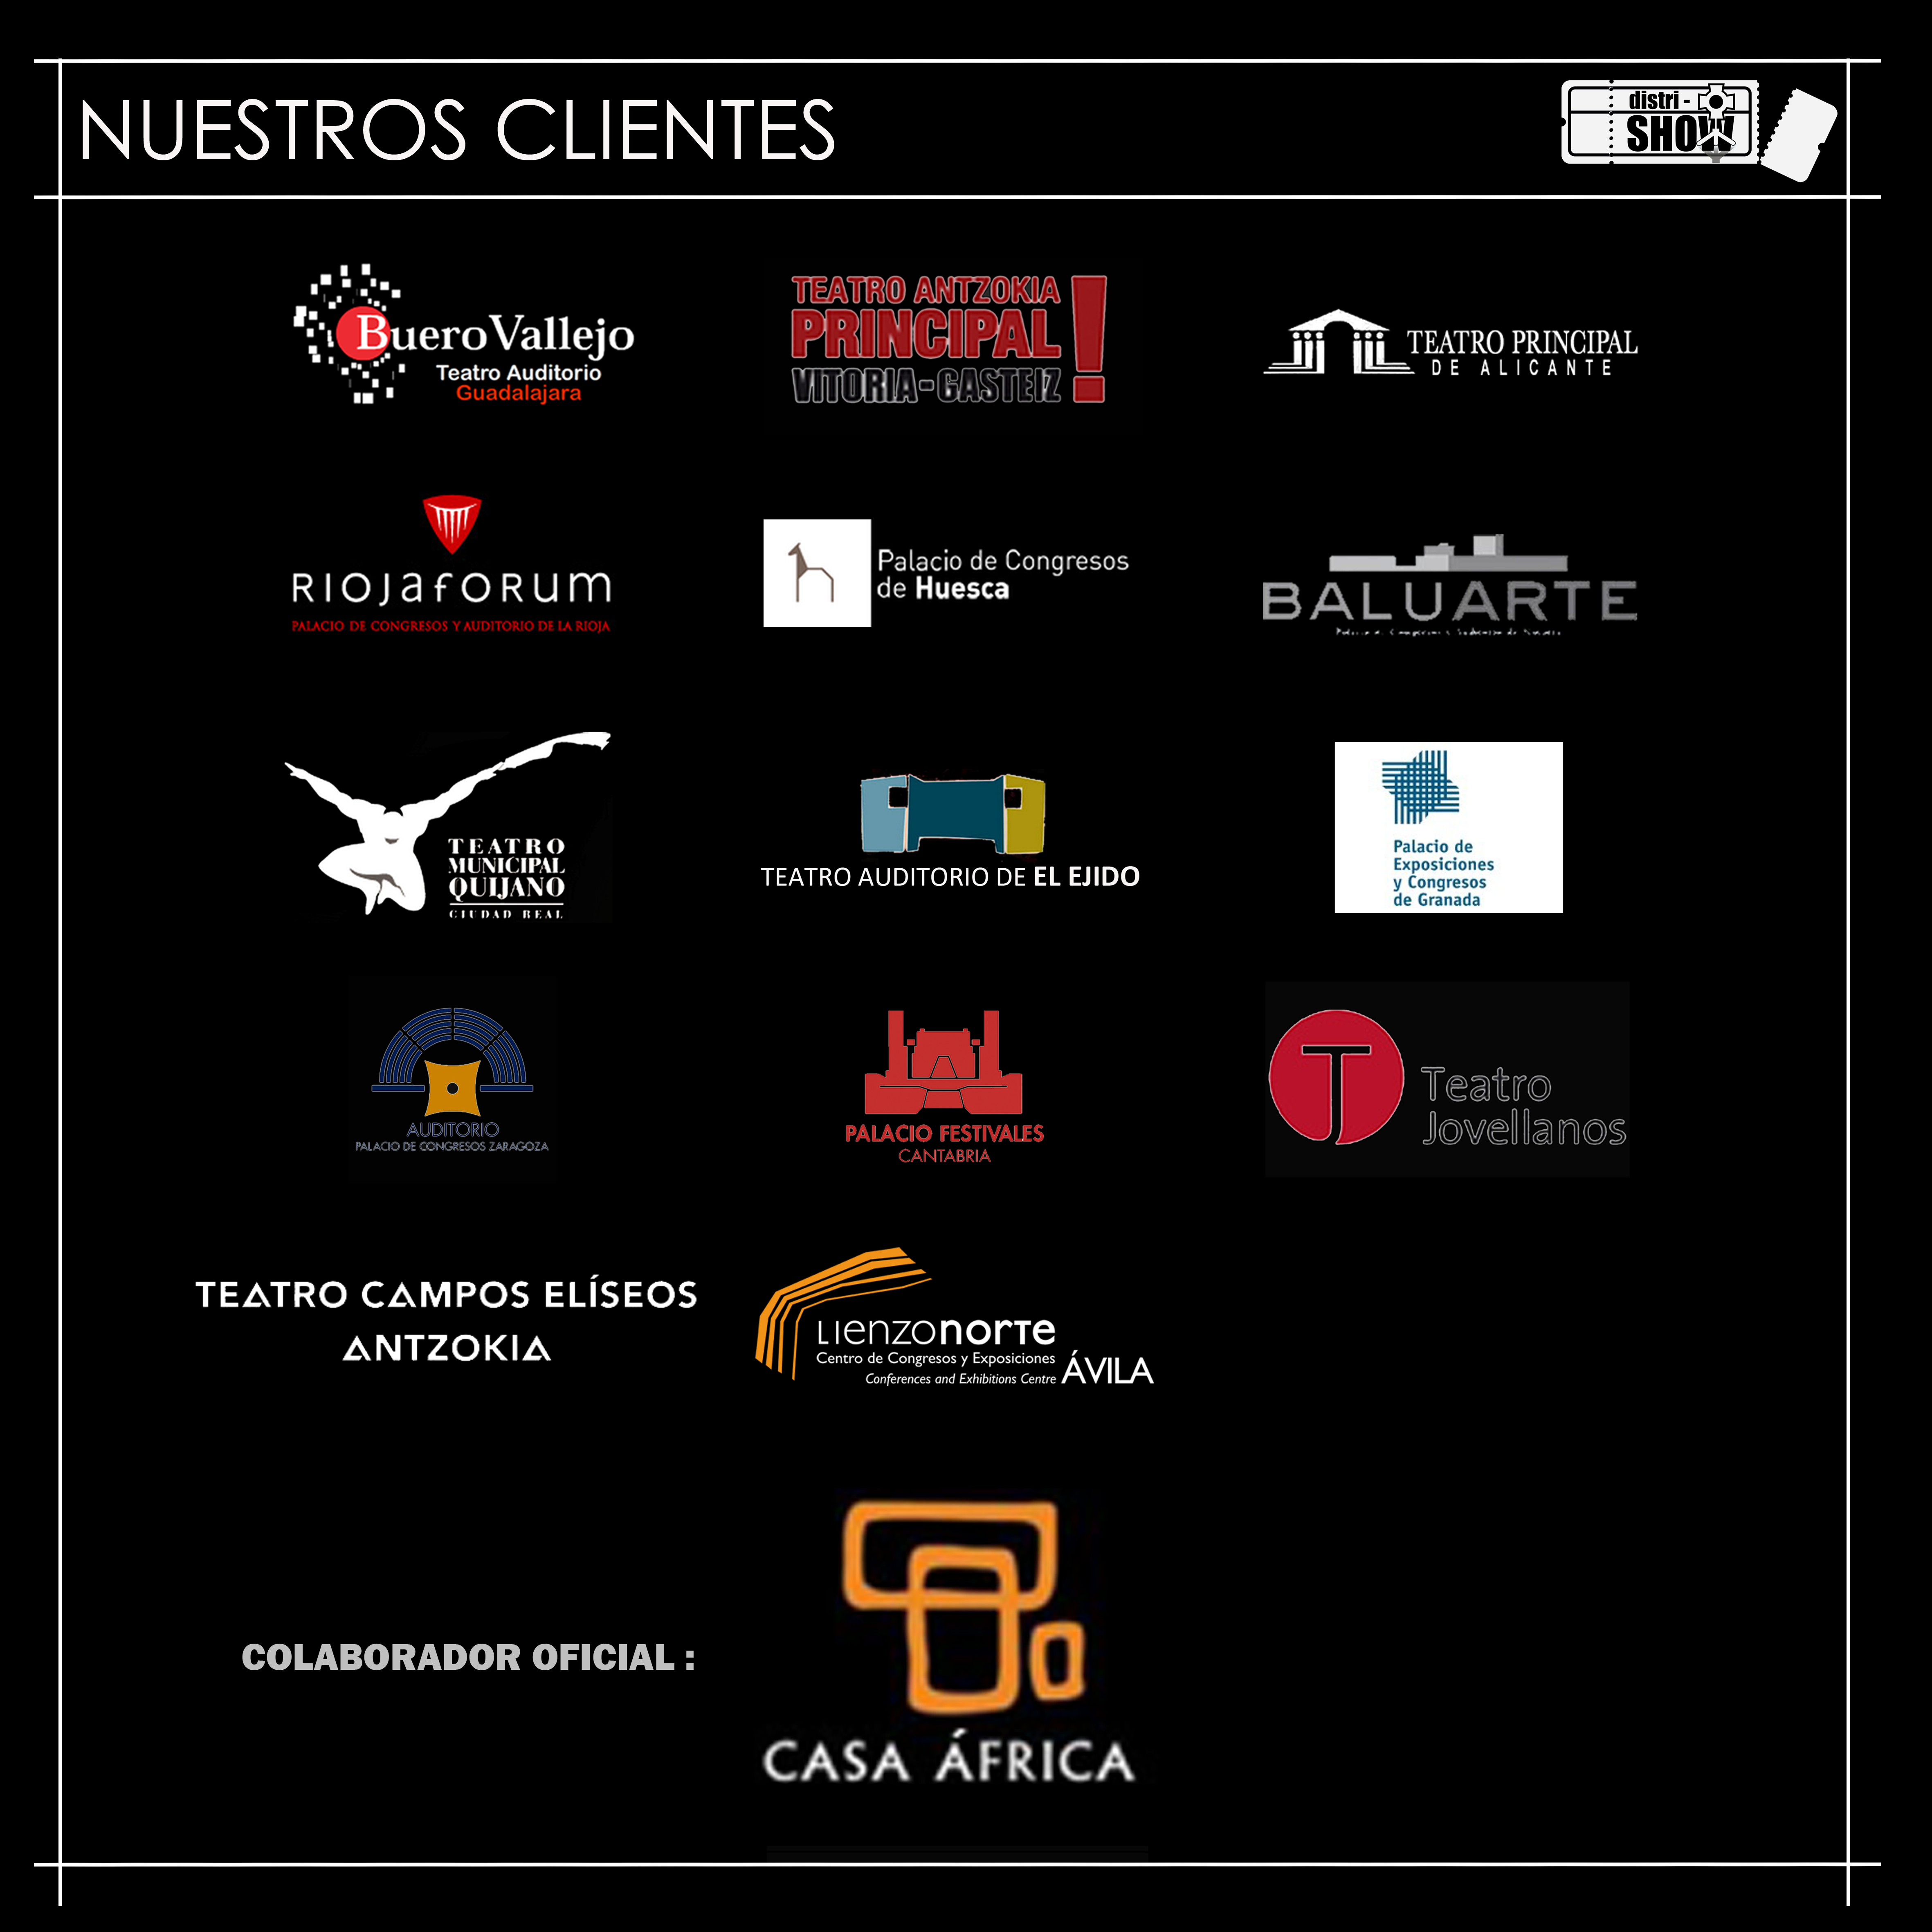 NUESTROS CLIENTES
distri -
SHOW
Buero Vallejo
Teatro Auditorio
Guadalajara
TEATRO ANTZOKIA
PRINCIPAL!
VITORIA-GASTEIZ
TEATRO PRINCIPAL
DE ALICANTE
RIOJaFORUM
PALACIO DE CONGRESOS Y AUDITORIO DE LA RIOJA
Palacio de Congresos
de Huesca
BALUARTE
TEATRO
MUNICIPAL
QUIJANO
CIUDAD REAL
TEATRO AUDITORIO DE EL EJIDO
Palacio de
Exposiciones
y Congresos
de Granada
AUDITORIO
PALACIO DE CONGRESOS ZARAGOZA
PALACIO FESTIVALES
CANTABRIA
Teatro
Jovellanos
TEATRO CAMPOS ELÍSEOS
ANTZOKIA
LIenzonorte
Centro de Congresos y Exposiciones
Conferences and Exhibitions Centre ÁVILA
COLABORADOR OFICIAL :
CASA ÁFRICA